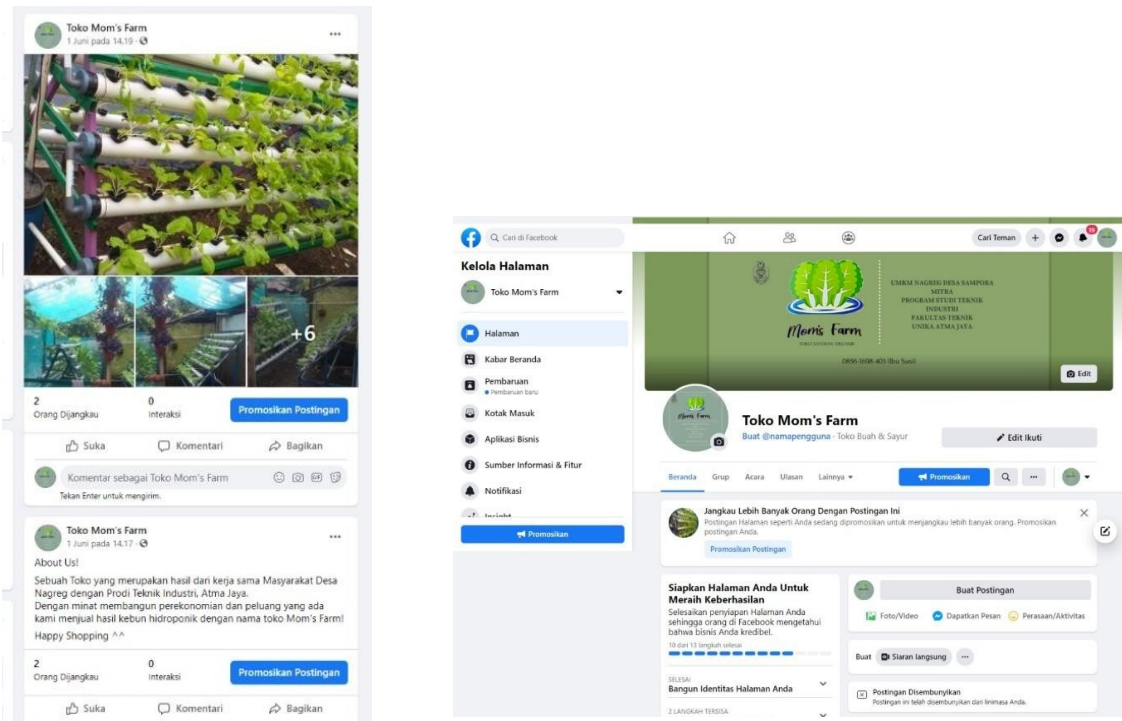 Toko Mom's Farm
1 Juni pada 14.19
+6
2
Orang Dijangkau
0
Interaksi
Promosikan Postingan
Suka
Komentari
Bagikan
Komentar sebagai Toko Mom's Farm
Tekan Enter untuk mengirim.
Toko Mom's Farm
1 Juni pada 14.17
About Us!
Sebuah Toko yang merupakan hasil dari kerja sama Masyarakat Desa
Nagreg dengan Prodi Teknik Industri, Atma Jaya.
Dengan minat membangun perekonomian dan peluang yang ada
kami menjual hasil kebun hidroponik dengan nama toko Mom's Farm!
Happy Shopping ^^
2
Orang Dijangkau
0
Interaksi
Promosikan Postingan
Suka
Komentari
Bagikan
Cari di Facebook
Cari Teman
Kelola Halaman
Toko Mom's Farm
Halaman
Kabar Beranda
Pembaruan
Pembaruan baru
Kotak Masuk
Aplikasi Bisnis
Sumber Informasi & Fitur
Notifikasi
Insight
Promosikan
Mom's Farm
UMKM NAGREG DESA SAMPORA
MITRA
PROGRAM STUDI TEKNIK
INDUSTRI
FAKULTAS TEKNIK
UNIKA ATMA JAYA
Edit
Toko Mom's Farm
Buat @namapengguna · Toko Buah & Sayur
Edit Ikuti
Beranda
Grup
Acara
Ulasan
Lainnya
Promosikan
Jangkau Lebih Banyak Orang Dengan Postingan Ini
Postingan Halaman seperti Anda sedang dipromosikan untuk menjangkau lebih banyak orang. Promosikan
postingan Anda.
Promosikan Postingan
Siapkan Halaman Anda Untuk
Meraih Keberhasilan
Selesaikan penyiapan Halaman Anda
sehingga orang di Facebook mengetahui
bahwa bisnis Anda kredibel.
10 dari 13 langkah selesai
SELESAI
Bangun Identitas Halaman Anda
2 LANGKAH TERSISA
Buat Postingan
Foto/Video
Dapatkan Pesan
Perasaan/Aktivitas
Buat
Siaran langsung
Postingan Disembunyikan
Postingan ini telah disembunyikan dari linimasa Anda.